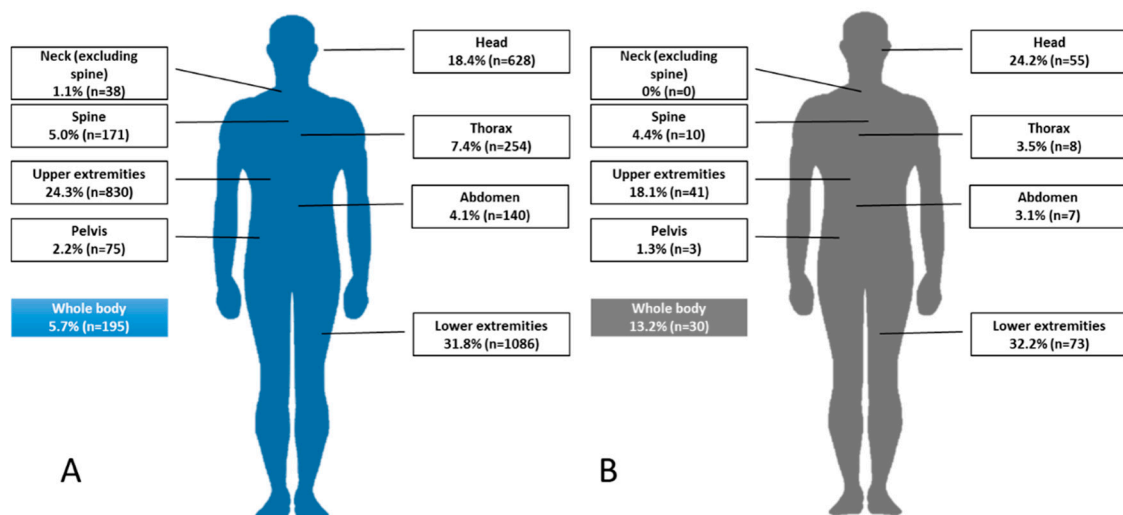 Neck (excluding
spine)
1.1% (n=38)
Spine
5.0% (n=171)
Upper extremities
24.3% (n=830)
Pelvis
2.2% (n=75)
Whole body
5.7% (n=195)
Head
18.4% (n=628)
Thorax
7.4% (n=254)
Abdomen
4.1% (n=140)
Lower extremities
31.8% (n=1086)
A
Neck (excluding
spine)
0% (n=0)
Spine
4.4% (n=10)
Upper extremities
18.1% (n=41)
Pelvis
1.3% (n=3)
Whole body
13.2% (n=30)
Head
24.2% (n=55)
Thorax
3.5% (n=8)
Abdomen
3.1% (n=7)
Lower extremities
32.2% (n=73)
B